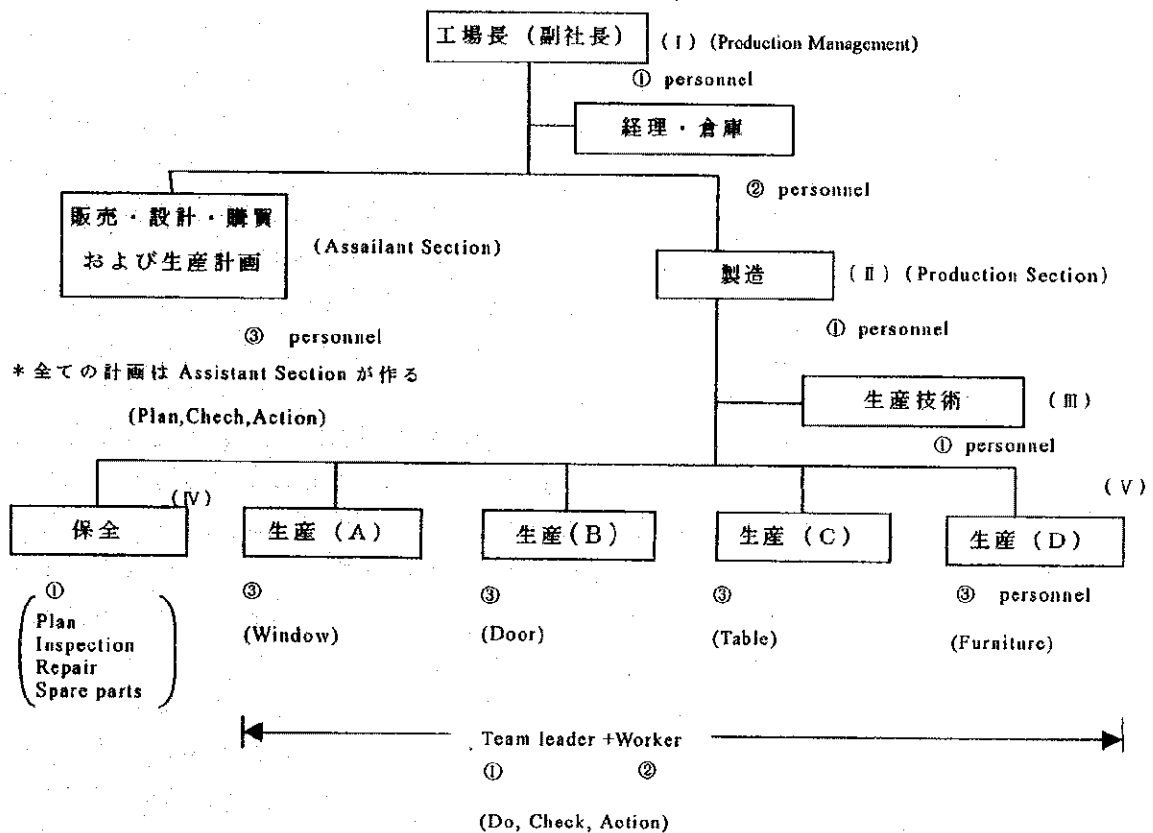 工場長（副社長） (Ⅰ) (Production Management)
① personnel
経理・倉庫
② personnel
販売・設計・購買
および生産計画
(Assailant Section)
製造 (Ⅱ) (Production Section)
③ personnel
① personnel
*全ての計画は Assistant Section が作る
(Plan,Chech,Action)
生産技術 (Ⅲ)
① personnel
(Ⅳ) (Ⅴ)
保全 生産（A） 生産（B） 生産（C） 生産（D）
① ③ ③ ③ ③ personnel
Plan
Inspection
Repair
Spare parts
(Window) (Door) (Table) (Furniture)
Team leader +Worker
① ②
(Do, Check, Action)